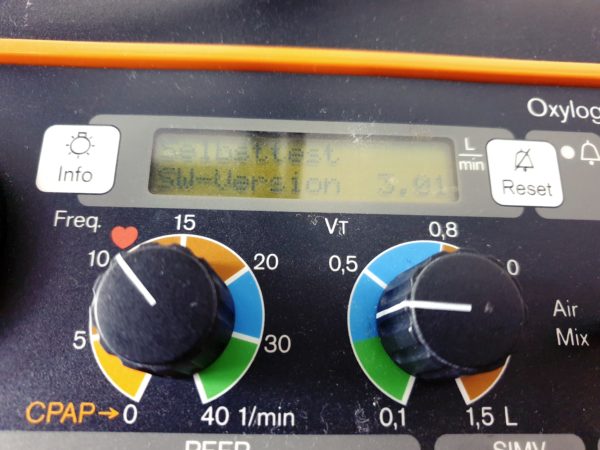 Oxylog
Info
Selbsttest
SW-Version 3.01
L
min
Reset
Freq.
5
10
15
20
30
CPAP→ 0
40 1/min
VT
0,5
0,8
0
0,1
1,5 L
Air
Mix
PEEP
SIMV